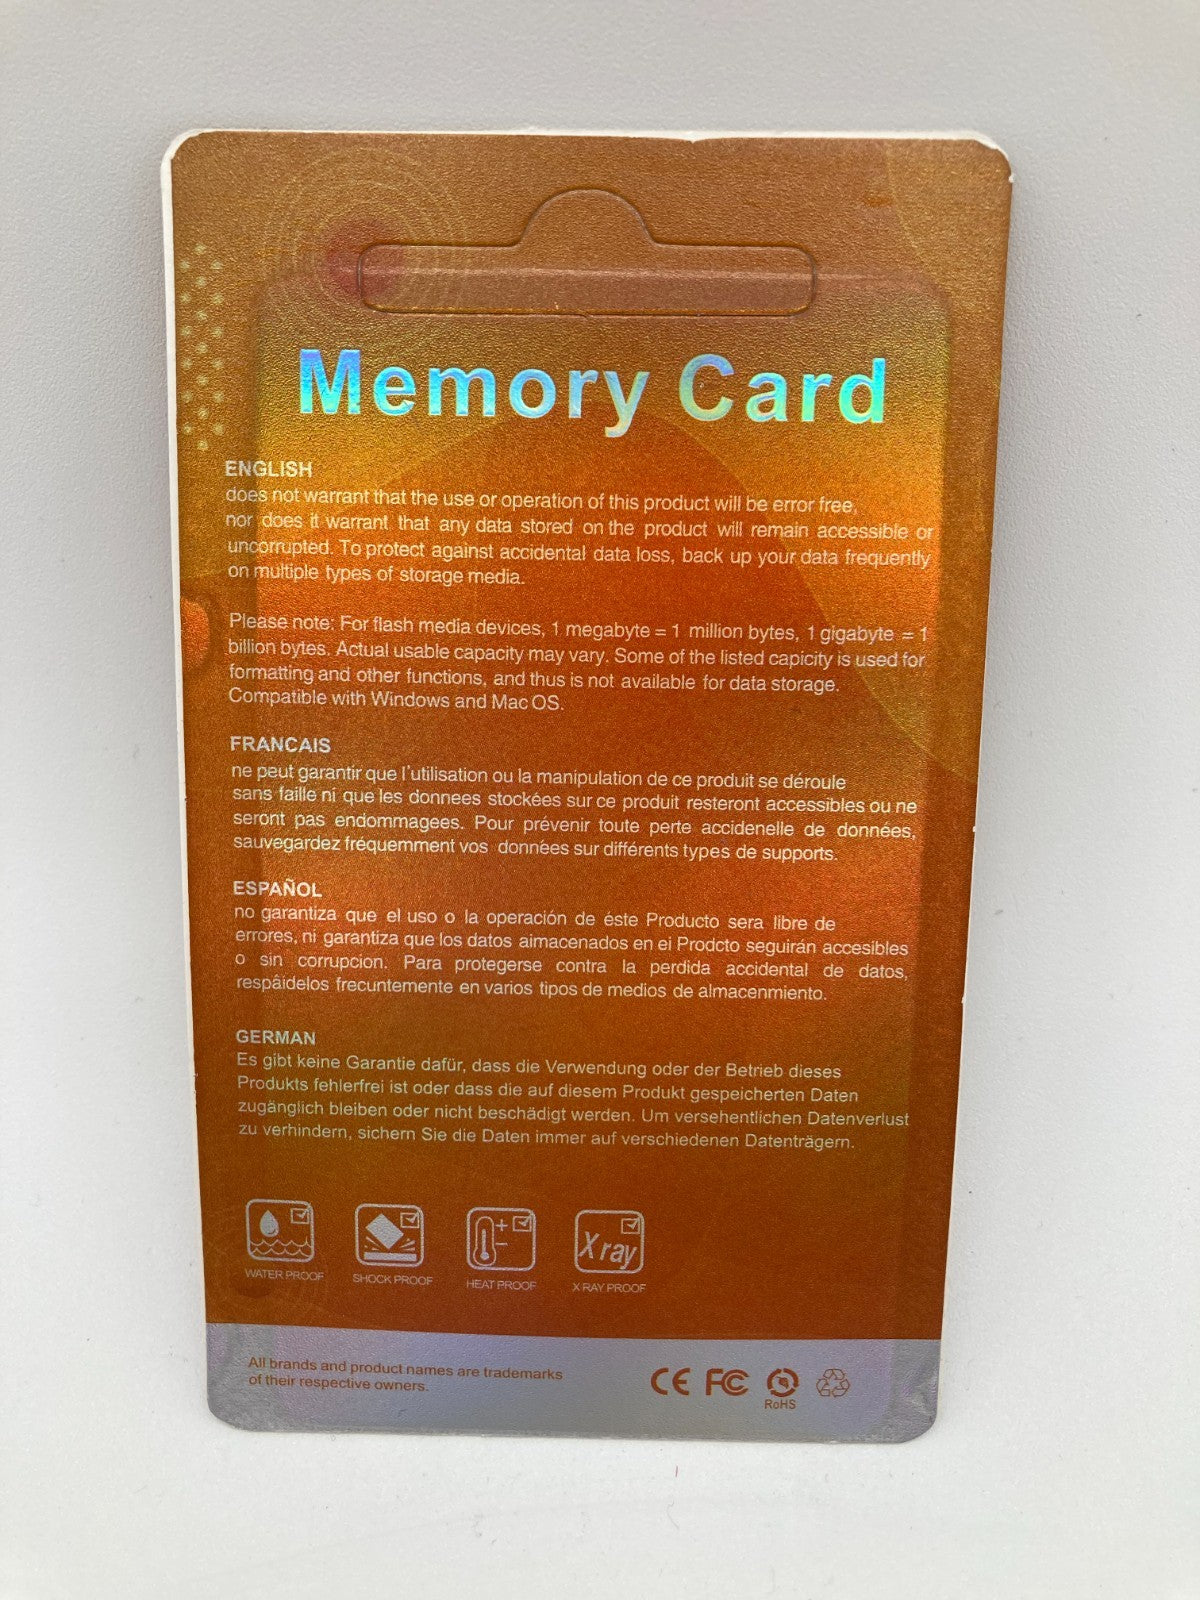 Memory Card
ENGLISH
does not warrant that the use or operation of this product will be error free,
nor does it warrant that any data stored on the product will remain accessible or
uncorrupted. To protect against accidental data loss, back up your data frequently
on multiple types of storage media.
Please note: For flash media devices, 1 megabyte = 1 million bytes, 1 gigabyte = 1
billion bytes. Actual usable capacity may vary. Some of the listed capicity is used for
formatting and other functions, and thus is not available for data storage.
Compatible with Windows and Mac OS.
FRANCAIS
ne peut garantir que l'utilisation ou la manipulation de ce produit se déroule
sans faille ni que les donnees stockées sur ce produit resteront accessibles ou ne
seront pas endommagees. Pour prévenir toute perte accidenelle de données,
sauvegardez fréquemment vos données sur différents types de supports.
ESPAÑOL
no garantiza que el uso o la operación de éste Producto sera libre de
errores, ni garantiza que los datos aimacenados en ei Prodcto seguirán accesibles
o sin corrupcion. Para protegerse contra la perdida accidental de datos,
respâidelos frecuntemente en varios tipos de medios de almacenmiento.
GERMAN
Es gibt keine Garantie dafür, dass die Verwendung oder der Betrieb dieses
Produkts fehlerfrei ist oder dass die auf diesem Produkt gespeicherten Daten
zugänglich bleiben oder nicht beschädigt werden. Um versehentlichen Datenverlust
zu verhindern, sichern Sie die Daten immer auf verschiedenen Datenträgern.
X ray
WATER PROOF SHOCK PROOF HEAT PROOF X RAY PROOF
All brands and product names are trademarks
of their respective owners.
CE FC
RoHS